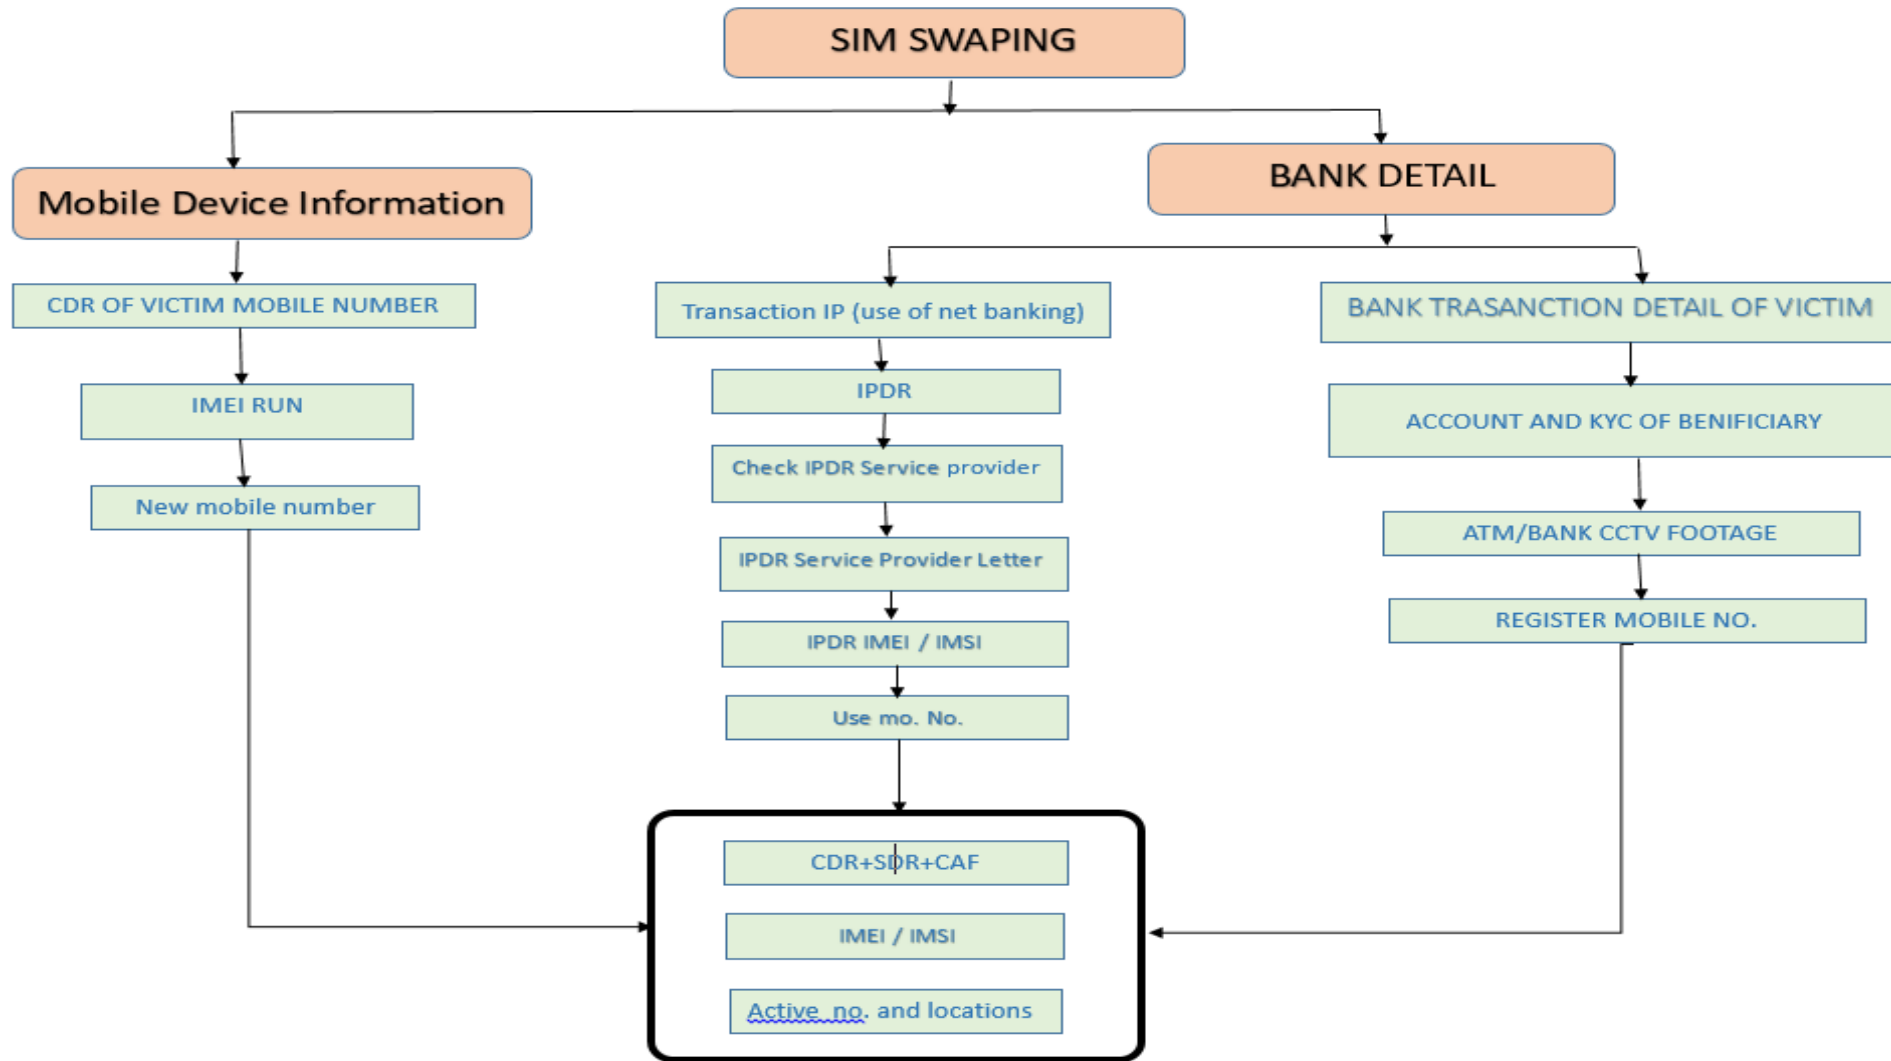 SIM SWAPING
Mobile Device Information
BANK DETAIL
CDR OF VICTIM MOBILE NUMBER
IMEI RUN
New mobile number
Transaction IP (use of net banking)
IPDR
Check IPDR Service provider
IPDR Service Provider Letter
IPDR IMEI / IMSI
Use mo. No.
BANK TRASANCTION DETAIL OF VICTIM
ACCOUNT AND KYC OF BENIFICIARY
ATM/BANK CCTV FOOTAGE
REGISTER MOBILE NO.
CDR+SDR+CAF
IMEI / IMSI
Active no. and locations